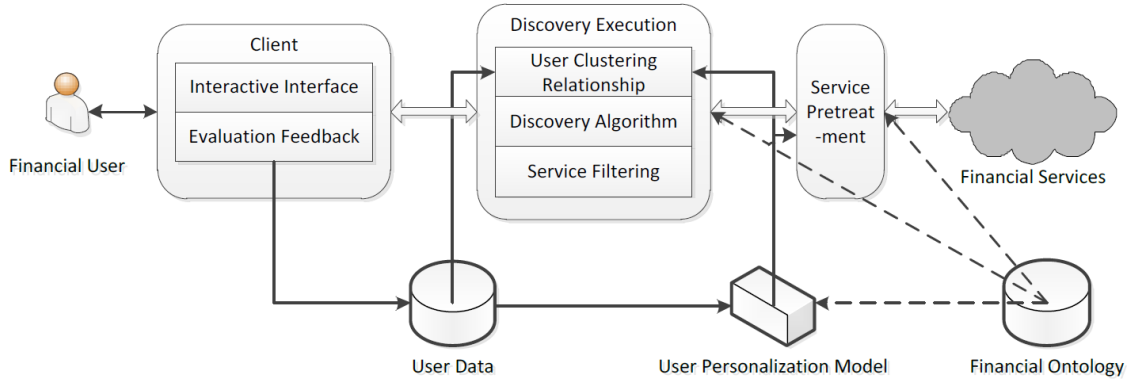 Client
Interactive Interface
Evaluation Feedback
Financial User
Discovery Execution
User Clustering
Relationship
Discovery Algorithm
Service Filtering
Service
Pretreat
-ment
Financial Services
User Data
User Personalization Model
Financial Ontology